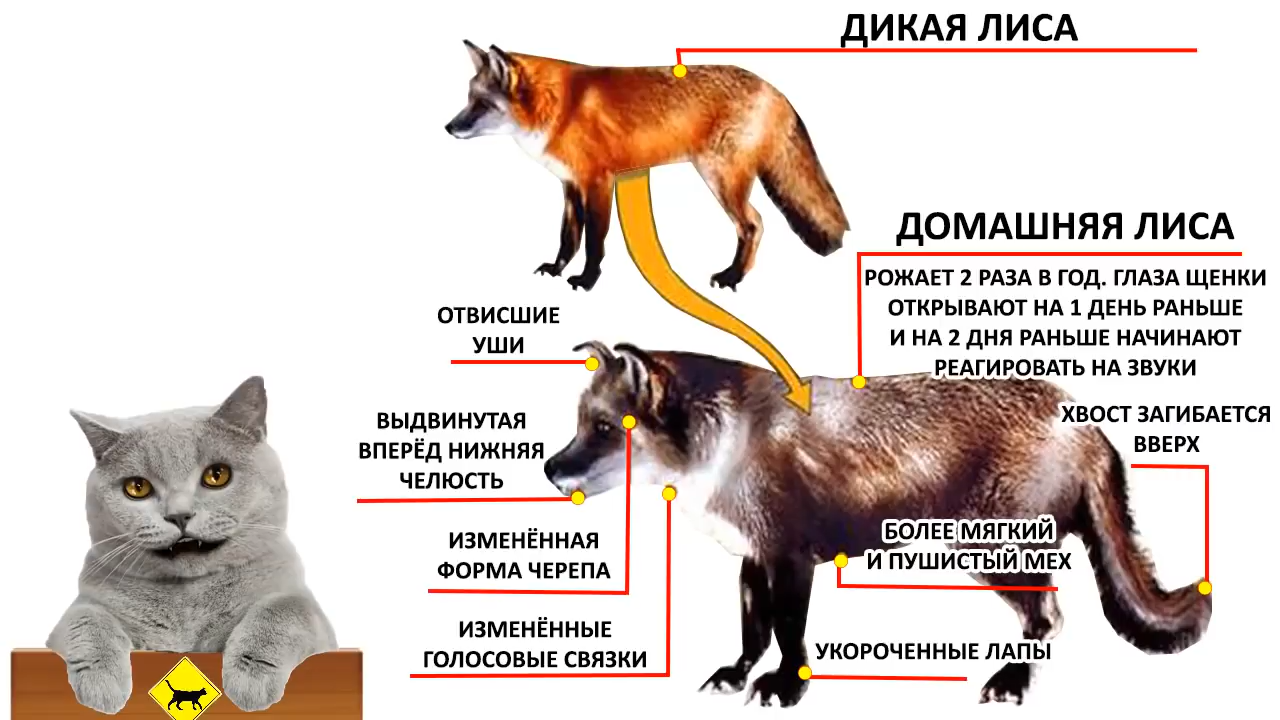 ДИКАЯ ЛИСА
ДОМАШНЯЯ ЛИСА
РОЖАЕТ 2 РАЗА В ГОД. ГЛАЗА ЩЕНКИ
ОТКРЫВАЮТ НА 1 ДЕНЬ РАНЬШЕ
И НА 2 ДНЯ РАНЬШЕ НАЧИНАЮТ
РЕАГИРОВАТЬ НА ЗВУКИ
ОТВИСШИЕ
УШИ
ВЫДВИНУТАЯ
ВПЕРЁД НИЖНЯЯ
ЧЕЛЮСТЬ
ХВОСТ ЗАГИБАЕТСЯ
ВВЕРХ
ИЗМЕНЁННАЯ
ФОРМА ЧЕРЕПА
БОЛЕЕ МЯГКИЙ
И ПУШИСТЫЙ МЕХ
ИЗМЕНЁННЫЕ
ГОЛОСОВЫЕ СВЯЗКИ
УКОРОЧЕННЫЕ ЛАПЫ